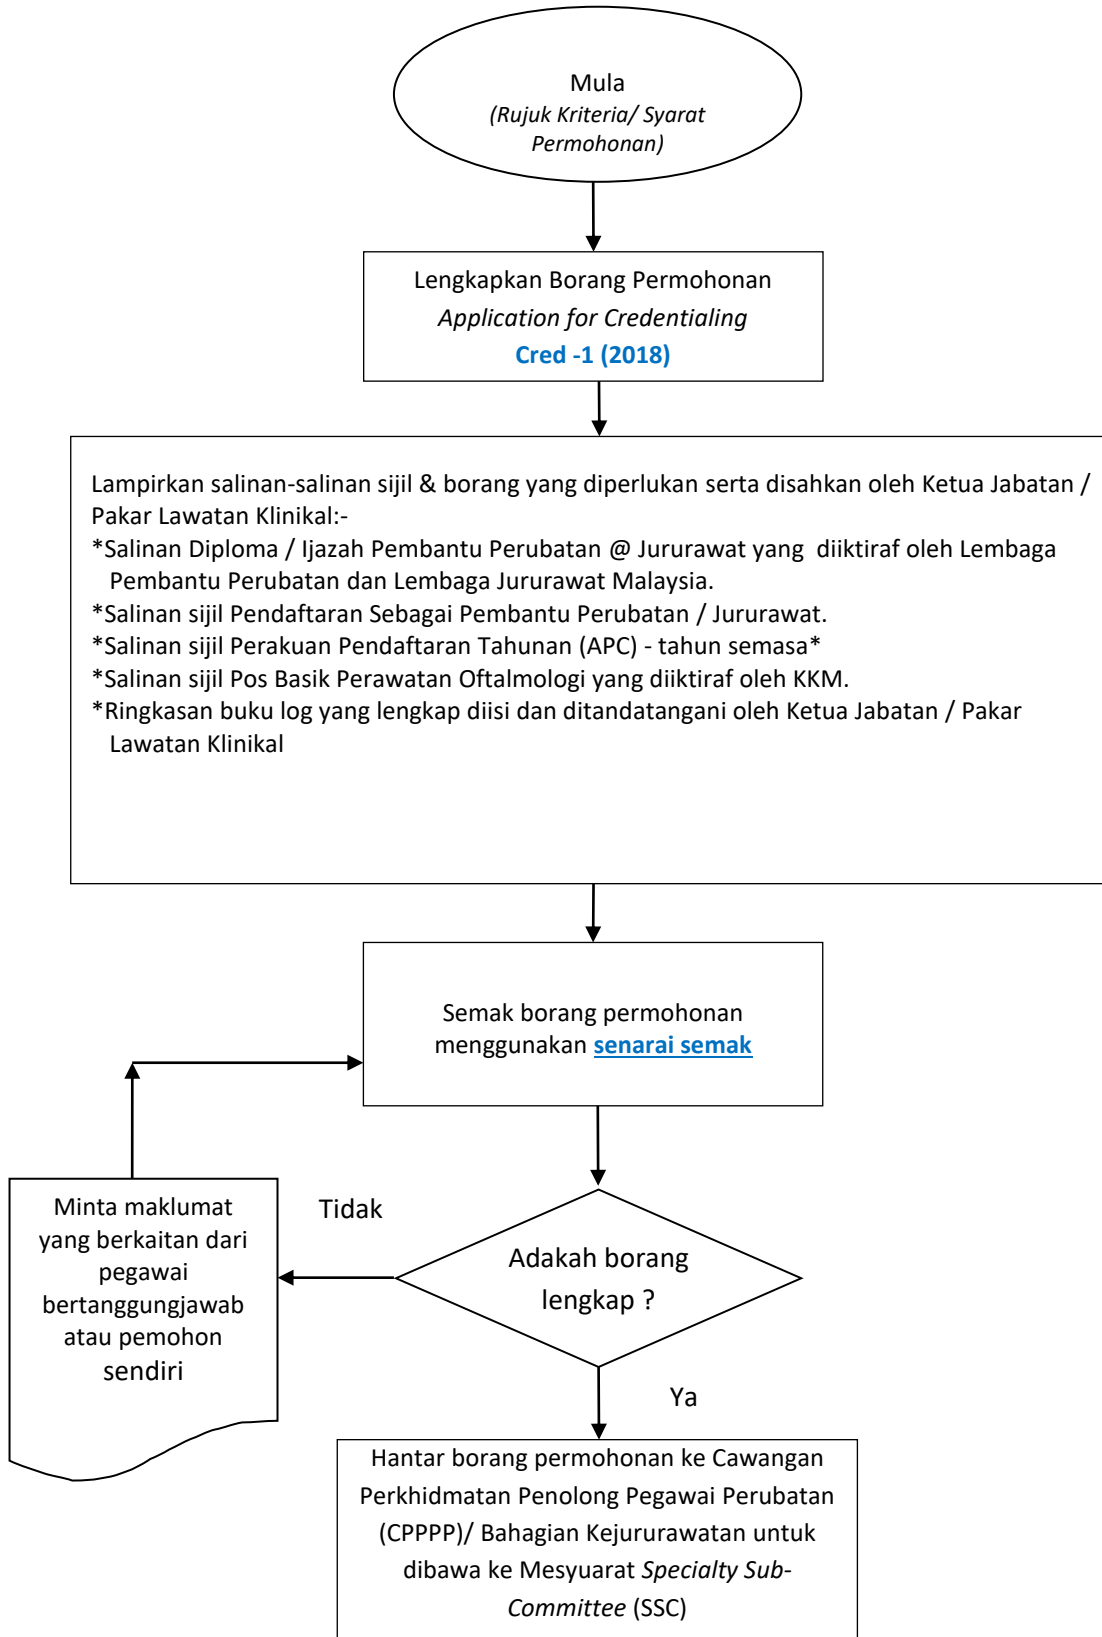 Mula
(Rujuk Kriteria/ Syarat
Permohonan)
Lengkapkan Borang Permohonan
Application for Credentialing
Cred -1 (2018)
Lampirkan salinan-salinan sijil & borang yang diperlukan serta disahkan oleh Ketua Jabatan /
Pakar Lawatan Klinikal:-
*Salinan Diploma / Ijazah Pembantu Perubatan @ Jururawat yang diiktiraf oleh Lembaga
Pembantu Perubatan dan Lembaga Jururawat Malaysia.
*Salinan sijil Pendaftaran Sebagai Pembantu Perubatan / Jururawat.
*Salinan sijil Perakuan Pendaftaran Tahunan (APC) - tahun semasa*
*Salinan sijil Pos Basik Perawatan Oftalmologi yang diiktiraf oleh KKM.
*Ringkasan buku log yang lengkap diisi dan ditandatangani oleh Ketua Jabatan / Pakar
Lawatan Klinikal
Semak borang permohonan
menggunakan senarai semak
Minta maklumat
yang berkaitan dari
pegawai
bertanggungjawab
atau pemohon
sendiri
Tidak
Adakah borang
lengkap ?
Ya
Hantar borang permohonan ke Cawangan
Perkhidmatan Penolong Pegawai Perubatan
(CPPPP)/ Bahagian Kejururawatan untuk
dibawa ke Mesyuarat Specialty Sub-
Committee (SSC)